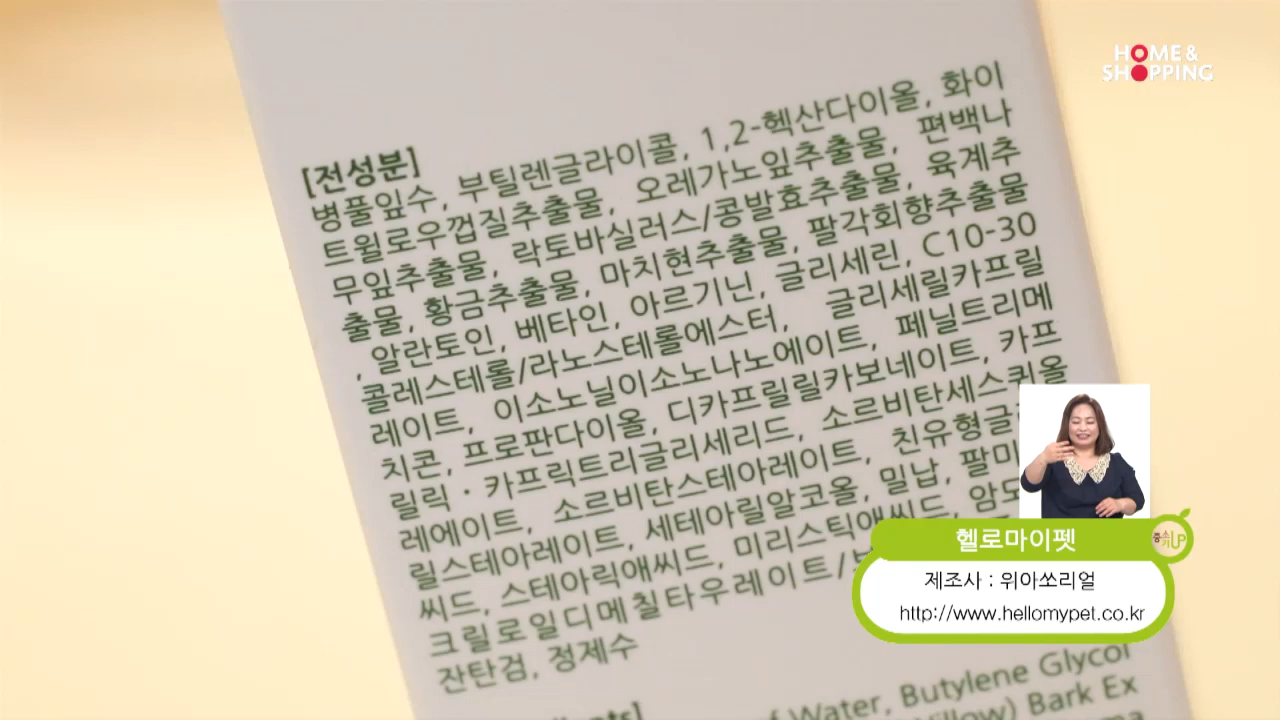 HOME &
SHOPPING
[전성분]
병풀잎수, 부틸렌글라이콜, 1,2-헥산다이올, 화이
트윌로우껍질추출물, 오레가노잎추출물, 편백나
무잎추출물, 락토바실러스/콩발효추출물, 육계추
출물, 황금추출물, 마치현추출물, 팔각회향추출물
, 알란토인, 베타인, 아르기닌, 글리세린, C10-30
콜레스테롤/라노스테롤에스터, 글리세릴카프릴
레이트, 이소노닐이소노나노에이트, 페닐트리메
치콘, 프로판다이올, 디카프릴릴카보네이트, 카프
릴릭·카프릭트리글리세리드, 소르비탄세스퀴올
레에이트, 소르비탄스테아레이트, 친유형글
릴스테아레이트, 세테아릴알코올, 밀납, 팔미
씨드, 스테아릭애씨드, 미리스틱애씨드, 암모
크릴로일디메칠타우레이트/
잔탄검, 정제수
Water, Butylene Glycol
Willow) Bark Ex
헬로마이펫
중소기UP
제조사 : 위아쏘리얼
http://www.hellomypet.co.kr